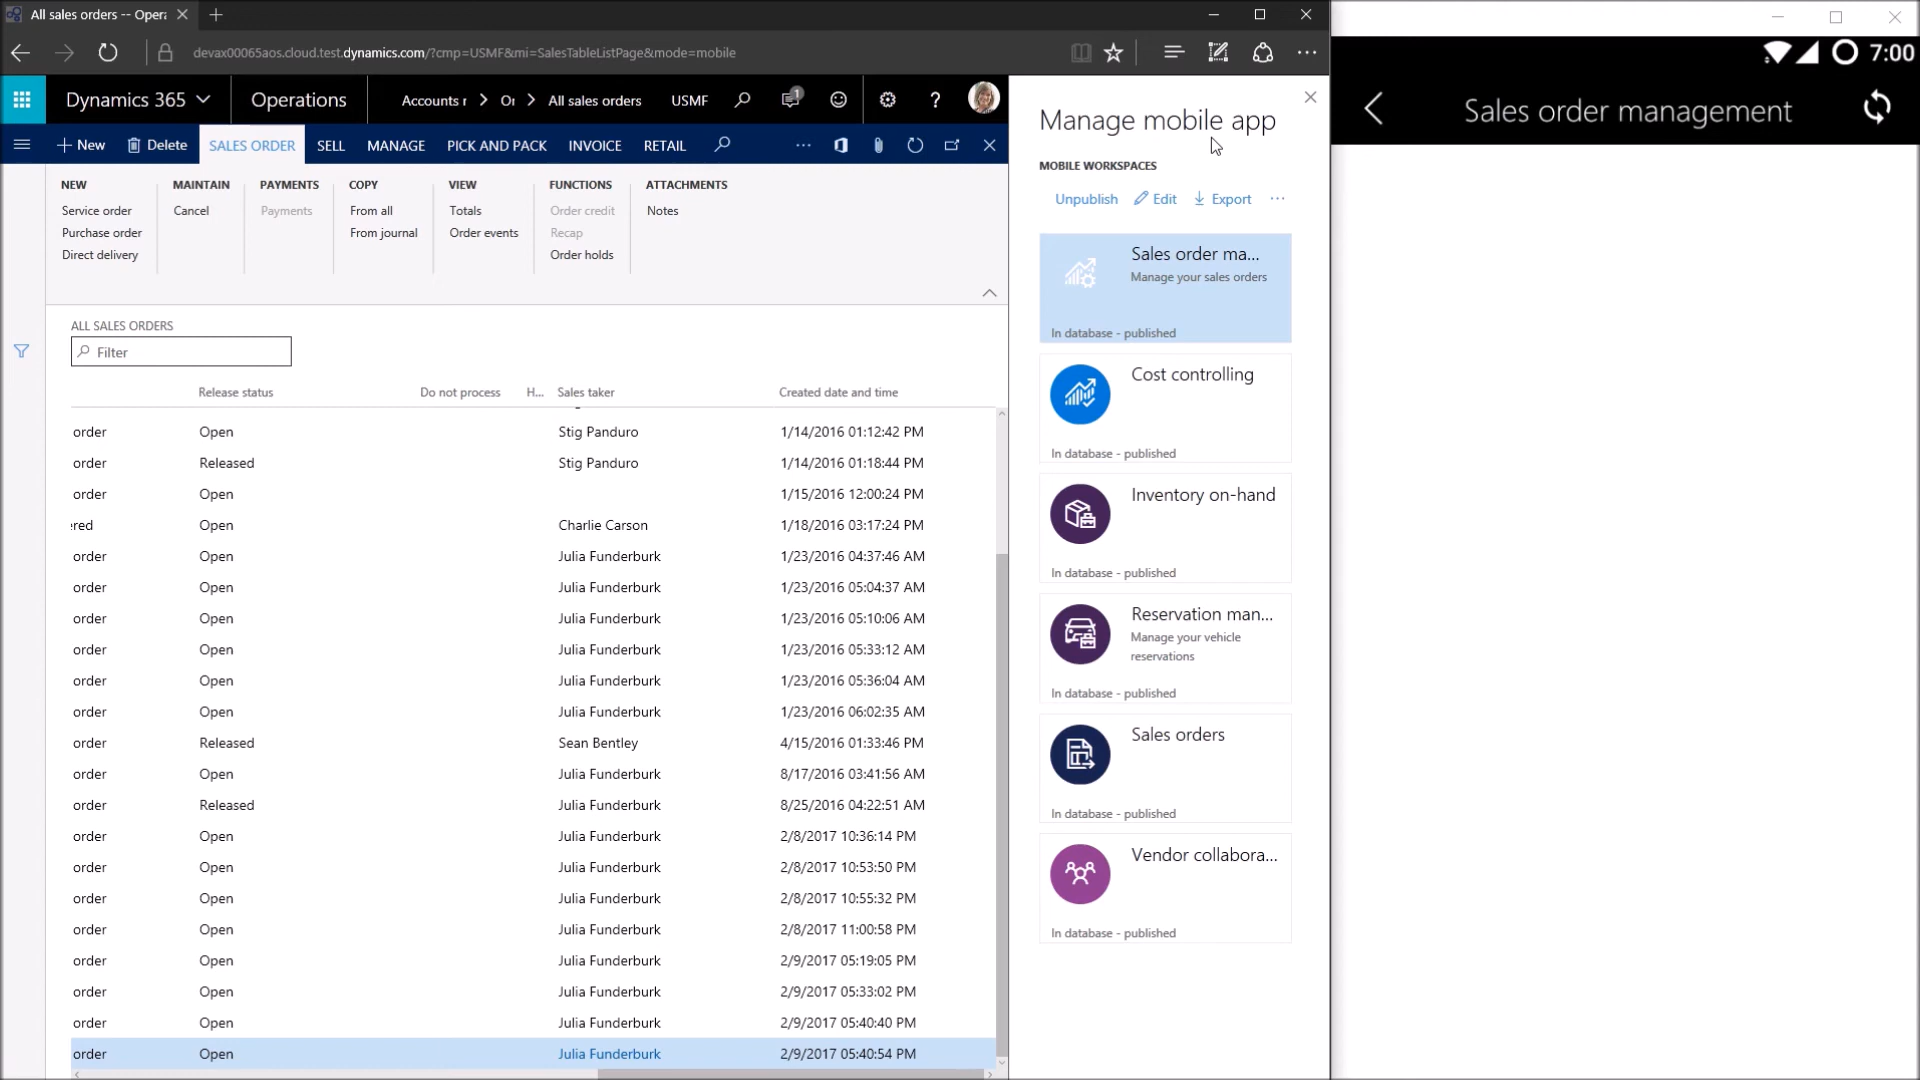 All sales orders -- Opera
devax00065aos.cloud.test.dynamics.com/?cmp=USMF&mi=SalesTableListPage&mode=mobile
7:00
Dynamics 365
Operations
Accounts r
Or
All sales orders
USMF
1
?
Sales order management
New
Delete
SALES ORDER
SELL
MANAGE
PICK AND PACK
INVOICE
RETAIL
NEW
Service order
Purchase order
Direct delivery
MAINTAIN
Cancel
PAYMENTS
Payments
COPY
From all
From journal
VIEW
Totals
Order events
FUNCTIONS
Order credit
Recap
Order holds
ATTACHMENTS
Notes
ALL SALES ORDERS
Filter
Release status Do not process H... Sales taker Created date and time
order Open Stig Panduro 1/14/2016 01:12:42 PM
order Released Stig Panduro 1/14/2016 01:18:44 PM
order Open 1/15/2016 12:00:24 PM
ered Open Charlie Carson 1/18/2016 03:17:24 PM
order Open Julia Funderburk 1/23/2016 04:37:46 AM
order Open Julia Funderburk 1/23/2016 05:04:37 AM
order Open Julia Funderburk 1/23/2016 05:10:06 AM
order Open Julia Funderburk 1/23/2016 05:33:12 AM
order Open Julia Funderburk 1/23/2016 05:36:04 AM
order Open Julia Funderburk 1/23/2016 06:02:35 AM
order Released Sean Bentley 4/15/2016 01:33:46 PM
order Open Julia Funderburk 8/17/2016 03:41:56 AM
order Released Julia Funderburk 8/25/2016 04:22:51 AM
order Open Julia Funderburk 2/8/2017 10:36:14 PM
order Open Julia Funderburk 2/8/2017 10:53:50 PM
order Open Julia Funderburk 2/8/2017 10:55:32 PM
order Open Julia Funderburk 2/8/2017 11:00:58 PM
order Open Julia Funderburk 2/9/2017 05:19:05 PM
order Open Julia Funderburk 2/9/2017 05:33:02 PM
order Open Julia Funderburk 2/9/2017 05:40:40 PM
order Open Julia Funderburk 2/9/2017 05:40:54 PM
Manage mobile app
MOBILE WORKSPACES
Unpublish
Edit
Export
Sales order ma...
Manage your sales orders
In database - published
Cost controlling
In database - published
Inventory on-hand
In database - published
Reservation man...
Manage your vehicle
reservations
In database - published
Sales orders
In database - published
Vendor collabora...
In database - published